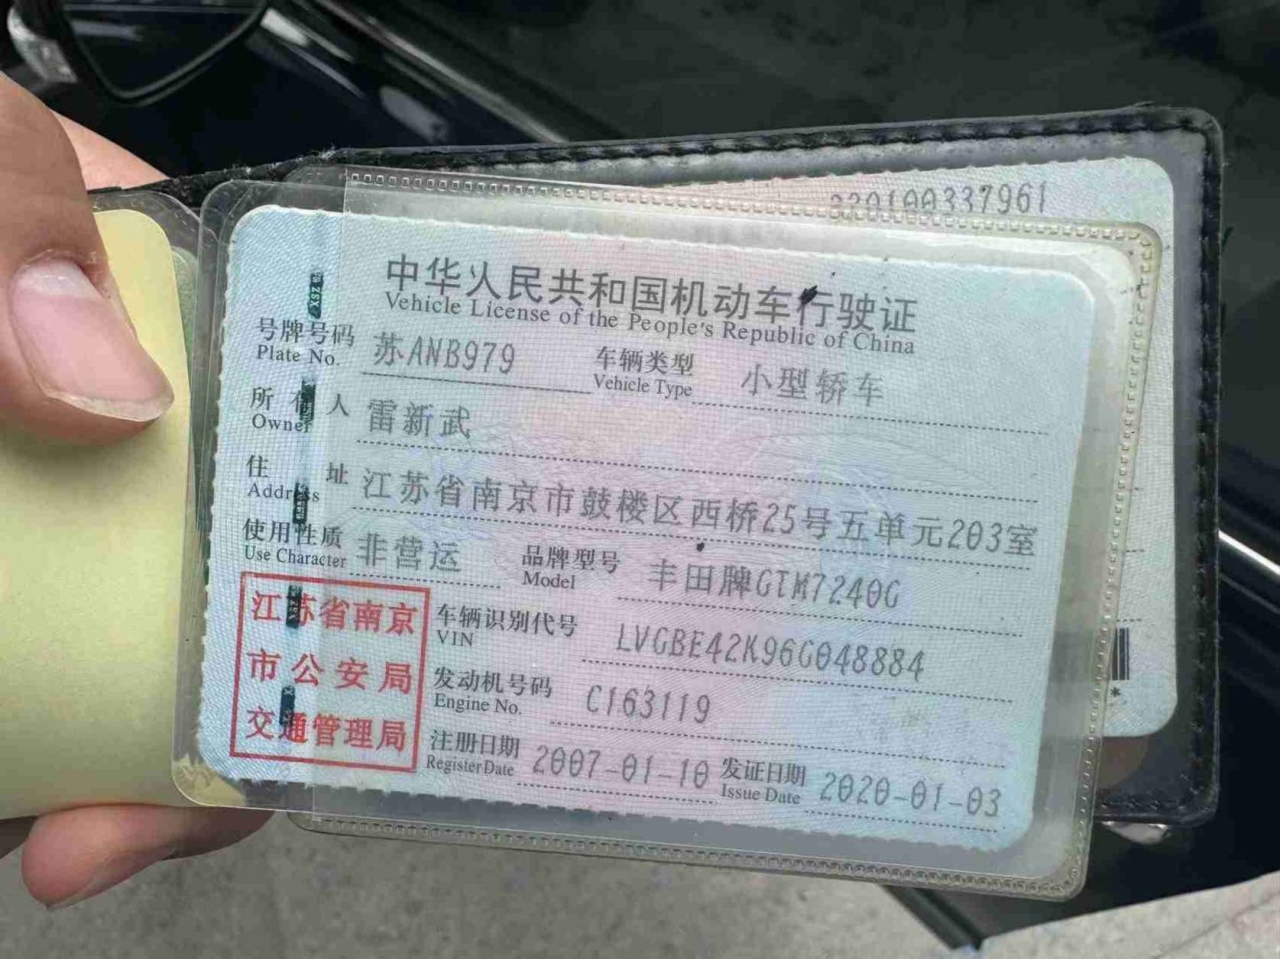 320100337961
中华人民共和国机动车行驶证
Vehicle License of the People's Republic of China
号牌号码 苏ANB979 车辆类型 小型轿车
Plate No. Vehicle Type
所有人 雷新武
Owner
住址 江苏省南京市鼓楼区西桥25号五单元203室
Address
使用性质 非营运 品牌型号 丰田牌GTM7240G
Use Character Model
江苏省南京
市公安局
交通管理局
车辆识别代号 LVGBE42K96G048884
VIN
发动机号码 C163119
Engine No.
注册日期 2007-01-10 发证日期 2020-01-03
Register Date Issue Date